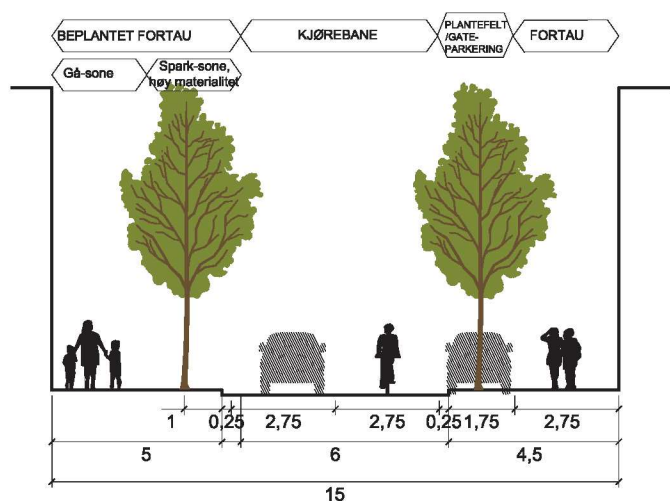 BEPLANTET FORTAU
KJØREBANE
PLANTEFELT
/GATE-
PARKERING
FORTAU
Gå-sone
Spark-sone,
høy materialitet
1
0,25
2,75
2,75
0,25
1,75
2,75
5
6
4,5
15